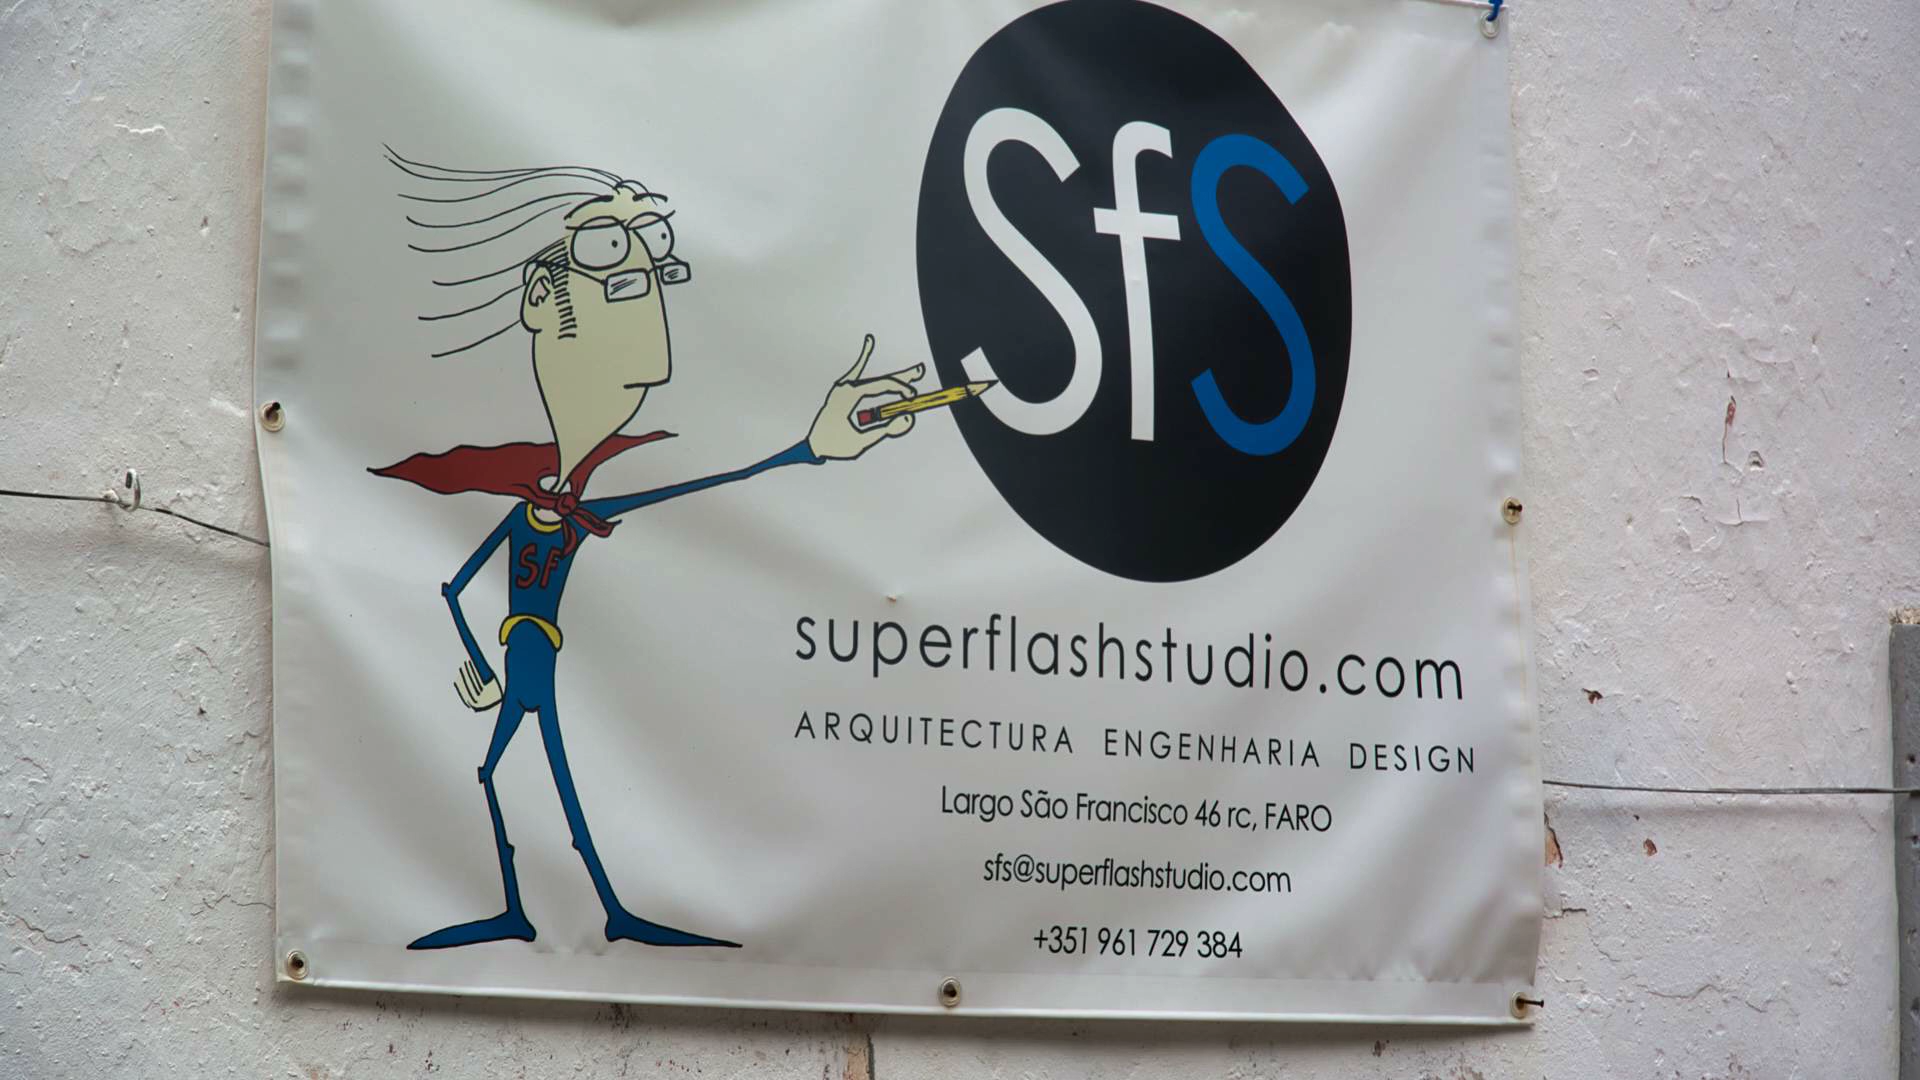 SfS
SF
superflashstudio.com
ARQUITECTURA ENGENHARIA DESIGN
Largo São Francisco 46 rc, FARO
sfs@superflashstudio.com
+351 961 729 384